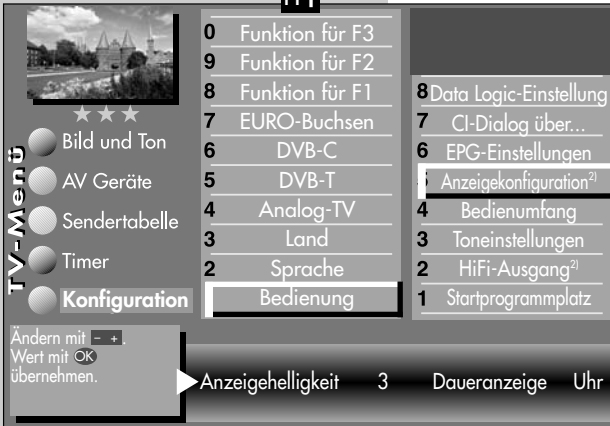 TV-Menü
Bild und Ton
AV Geräte
Sendertabelle
Timer
Konfiguration
0 Funktion für F3
9 Funktion für F2
8 Funktion für F1
7 EURO-Buchsen
6 DVB-C
5 DVB-T
4 Analog-TV
3 Land
2 Sprache
Bedienung
8 Data Logic-Einstellung
7 CI-Dialog über...
6 EPG-Einstellungen
5 Anzeigekonfiguration2)
4 Bedienumfang
3 Toneinstellungen
2 HiFi-Ausgang2)
1 Startprogrammplatz
Ändern mit - + .
Wert mit OK
übernehmen.
Anzeigehelligkeit 3 Daueranzeige Uhr